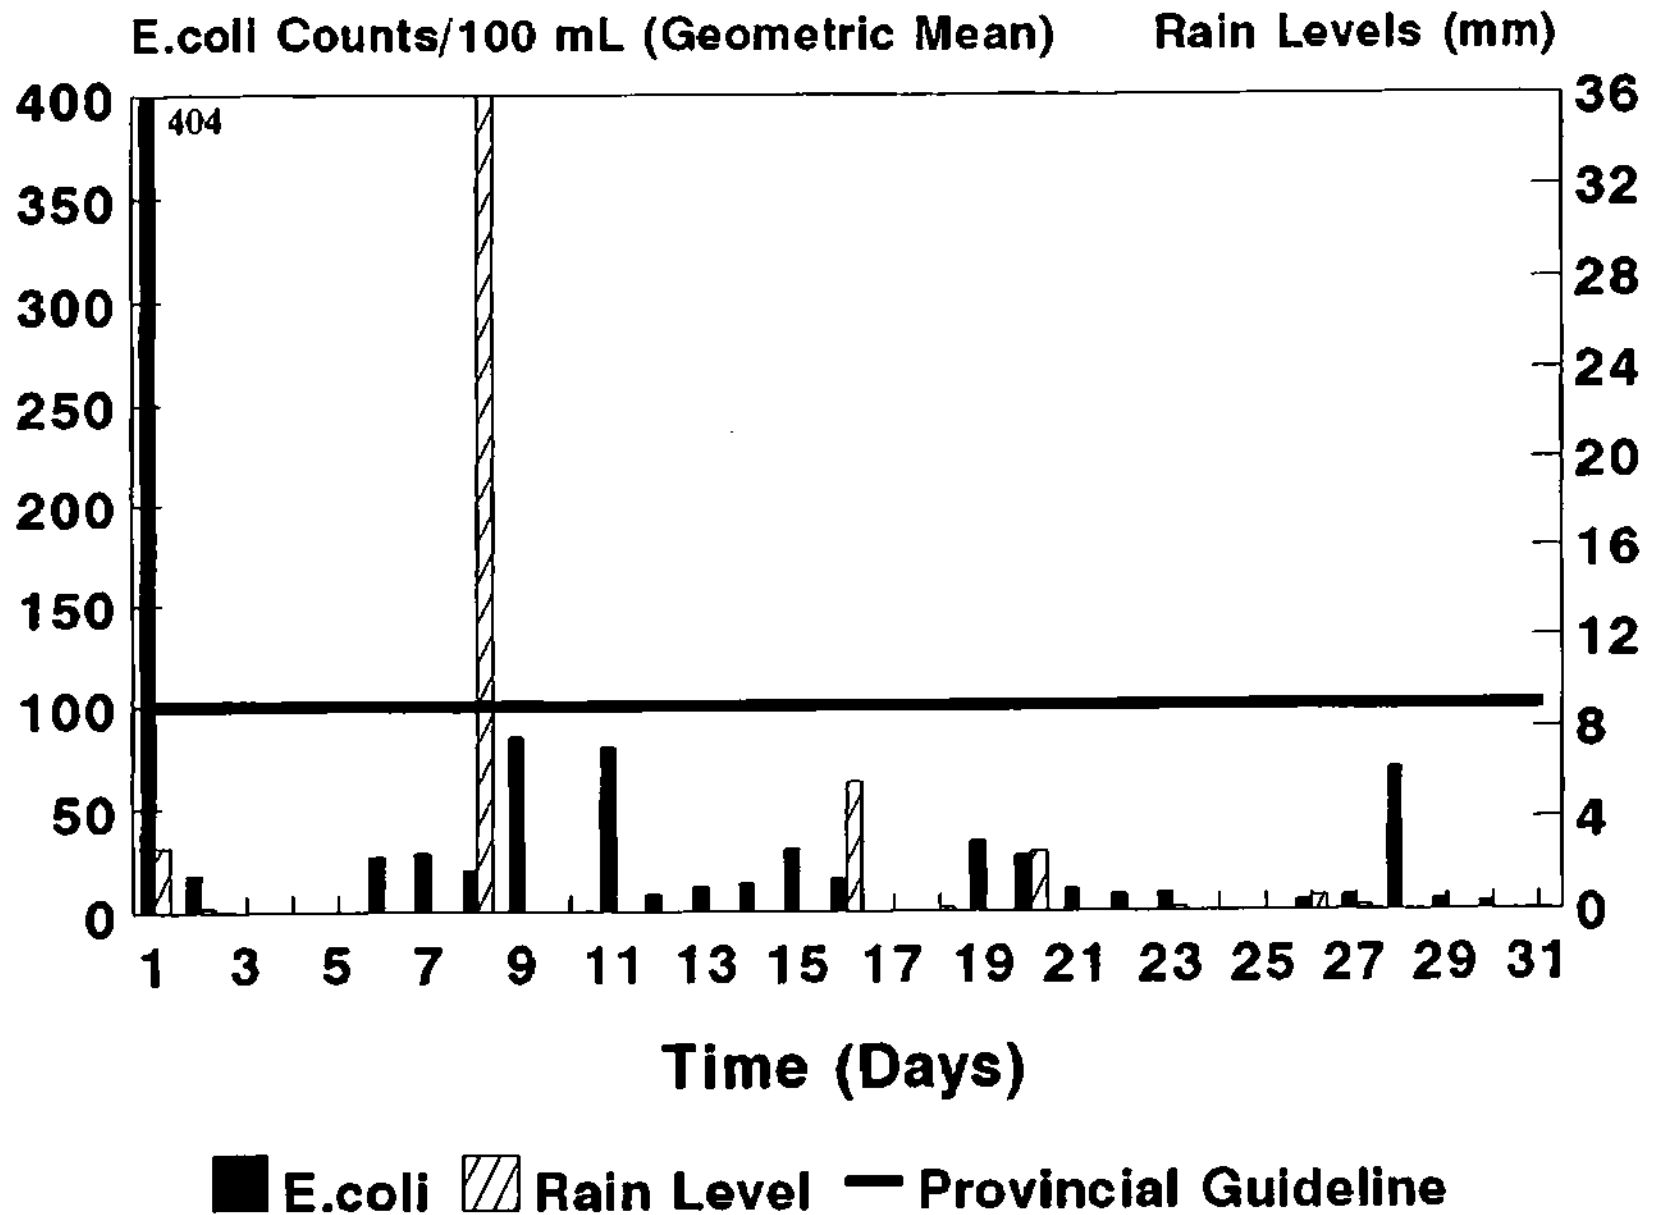 E.coli Counts/100 mL (Geometric Mean) Rain Levels (mm)
400 36
404
350 32
300 28
250 24
200 20
150 16
100 12
50 8
0 4
0
1 3 5 7 9 11 13 15 17 19 21 23 25 27 29 31
Time (Days)
E.coli Rain Level Provincial Guideline